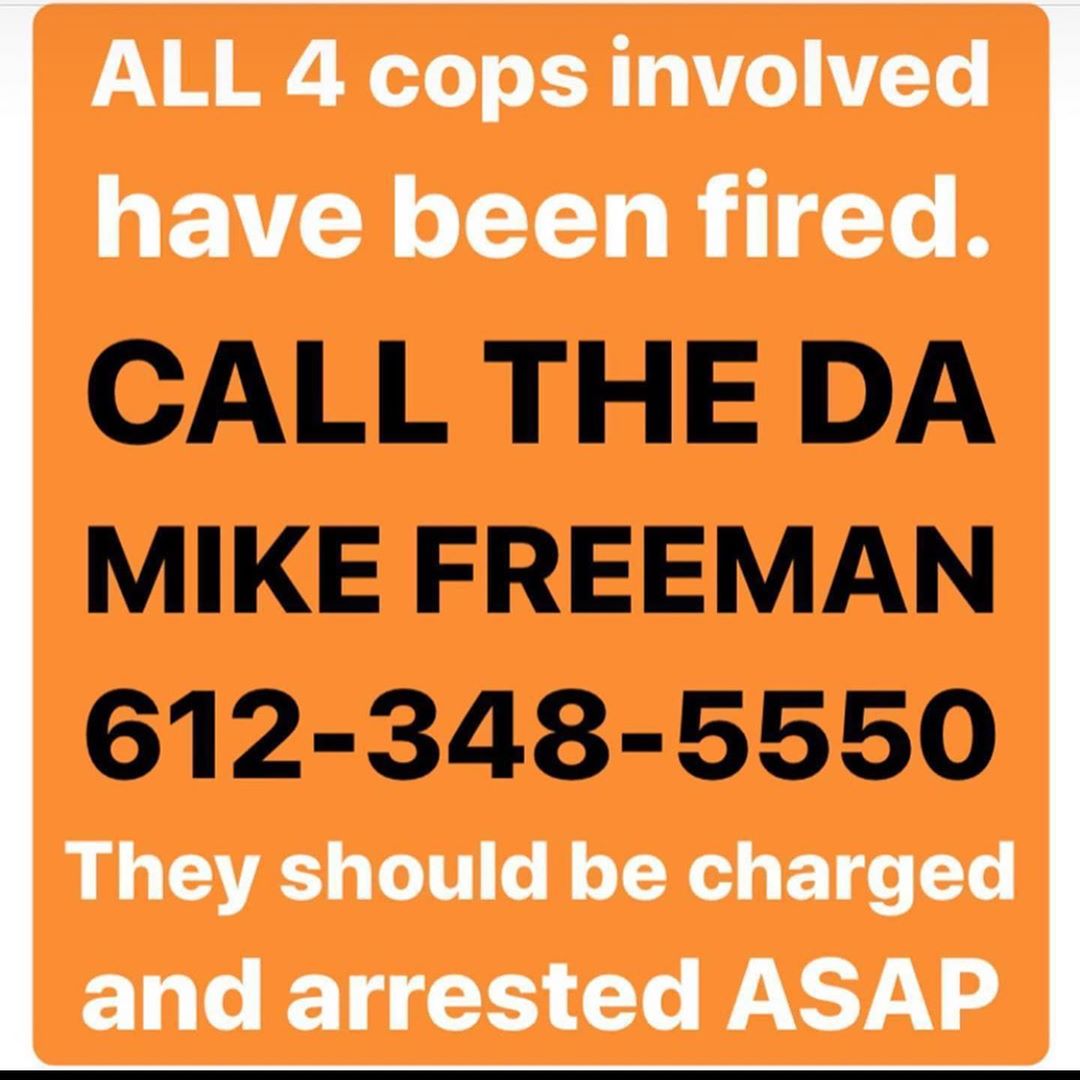 ALL 4 cops involved
have been fired.
CALL THE DA
MIKE FREEMAN
612-348-5550
They should be charged
and arrested ASAP